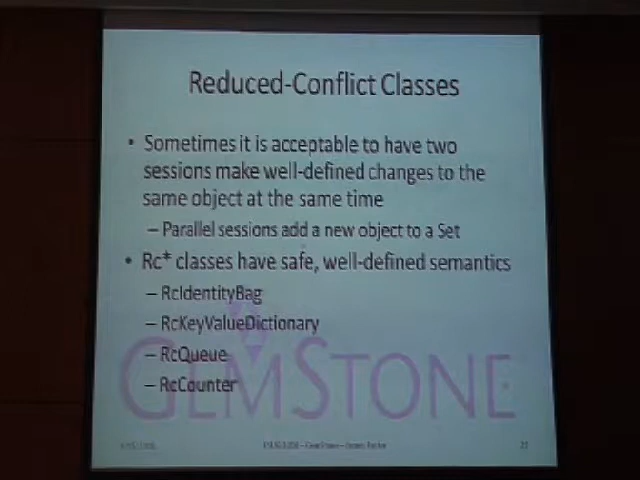 Reduced-Conflict Classes
• Sometimes it is acceptable to have two
sessions make well-defined changes to the
same object at the same time
– Parallel sessions add a new object to a Set
• Rc* classes have safe, well-defined semantics
– RcIdentityBag
– RcKeyValueDictionary
– RcQueue
– RcCounter
GEMSTONE